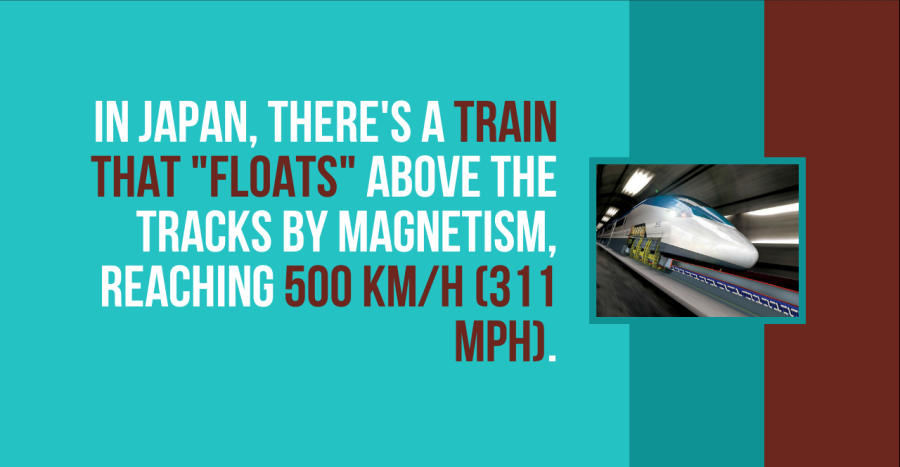 IN JAPAN, THERE'S A TRAIN
THAT "FLOATS" ABOVE THE
TRACKS BY MAGNETISM,
REACHING 500 KM/H (311
MPH).